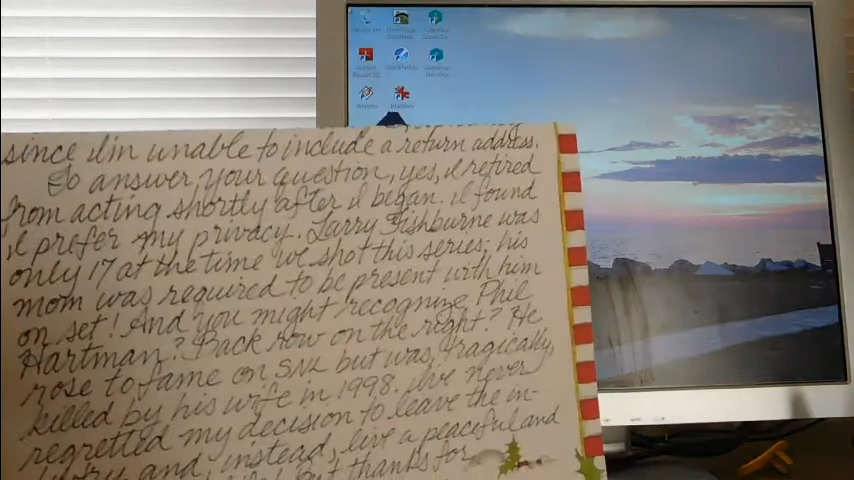 since I'm unable to include a return address.
To answer your question, yes, I retired
from acting shortly after I began. I found
I prefer my privacy. Larry Fishburne was
only 17 at the time we shot this series; his
mom was required to be present with him
on set! And you might recognize Phil
Hartman? Back row on the right? He
rose to fame on SNL but was, tragically,
killed by his wife in 1998. I've never
regretted my decision to leave the in-
and, instead, live a peaceful and
But thanks for